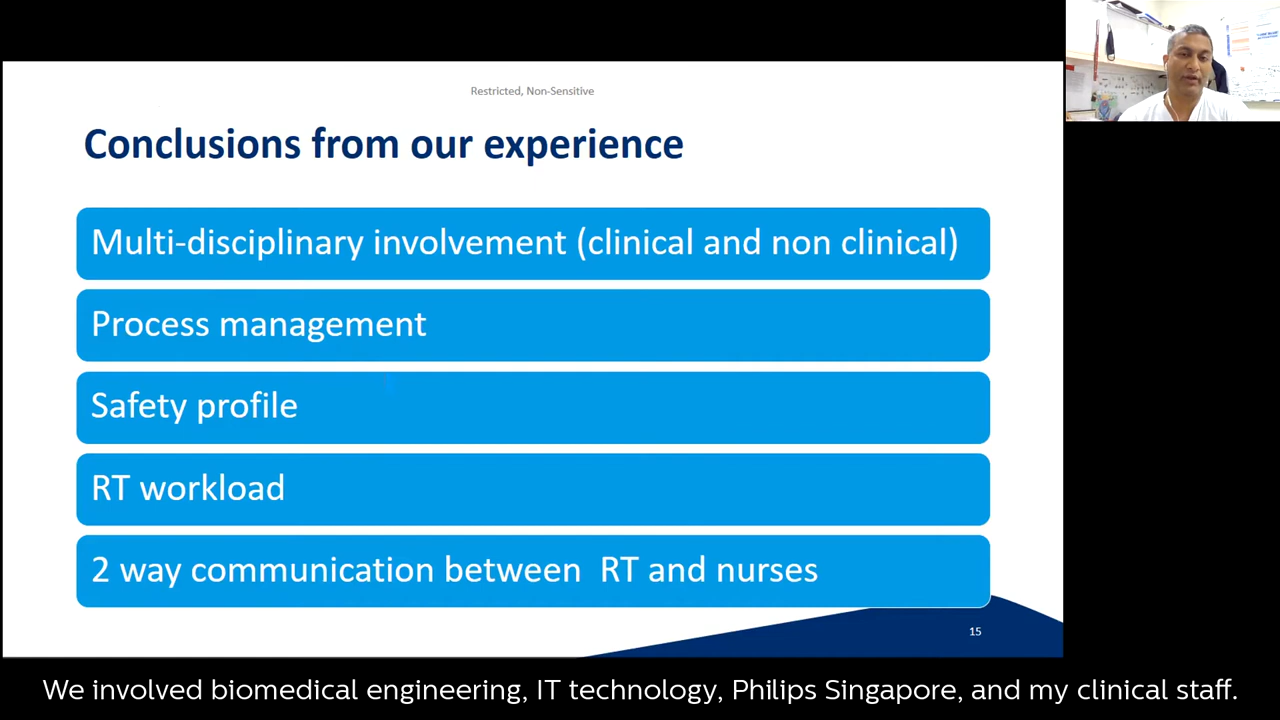 Restricted, Non-Sensitive
Conclusions from our experience
Multi-disciplinary involvement (clinical and non clinical)
Process management
Safety profile
RT workload
2 way communication between RT and nurses
15
We involved biomedical engineering, IT technology, Philips Singapore, and my clinical staff.